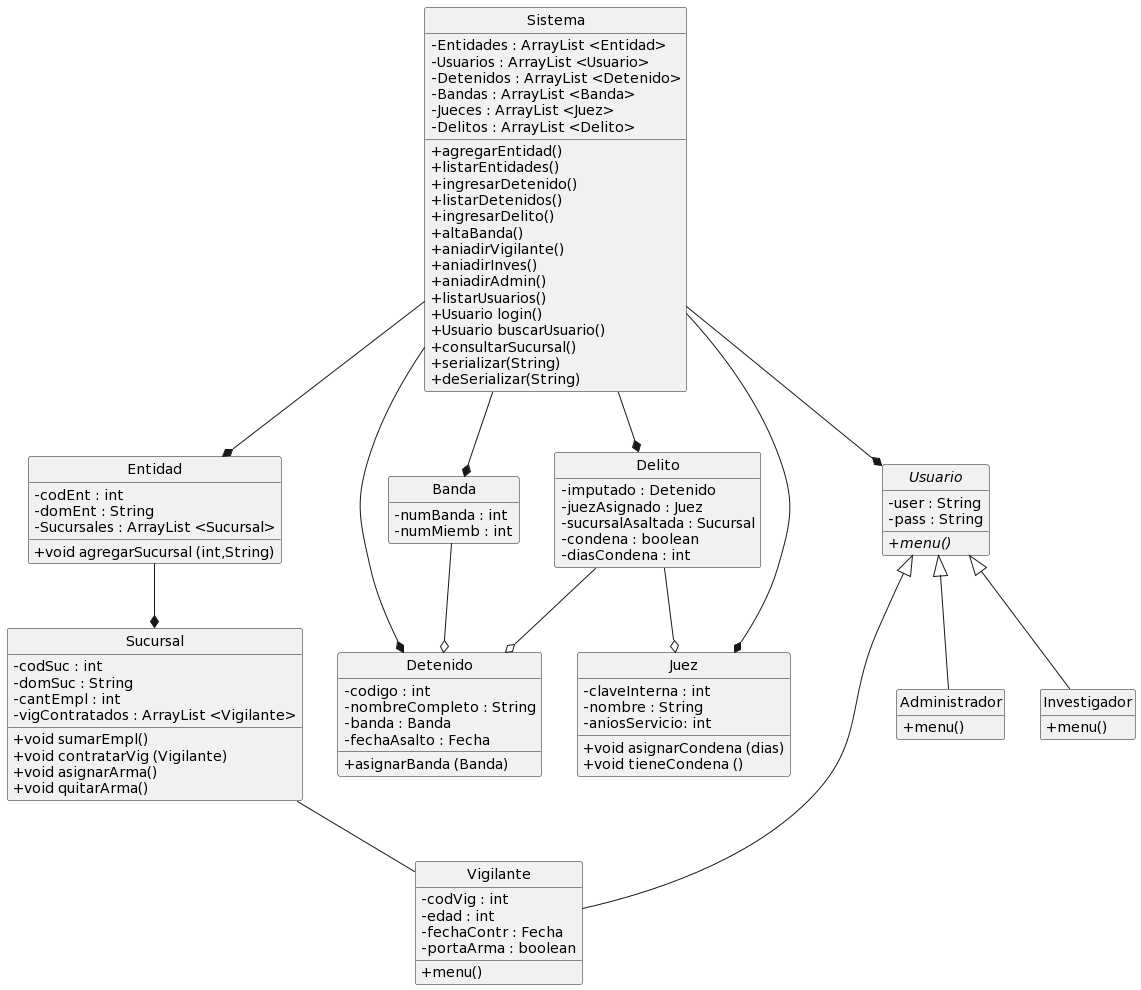 Sistema
-Entidades : ArrayList <Entidad>
-Usuarios : ArrayList <Usuario>
-Detenidos : ArrayList <Detenido>
-Bandas : ArrayList <Banda>
-Jueces : ArrayList <Juez>
-Delitos : ArrayList <Delito>
+agregarEntidad()
+listarEntidades()
+ingresarDetenido()
+listarDetenidos()
+ingresarDelito()
+altaBanda()
+aniadirVigilante()
+aniadirInves()
+aniadirAdmin()
+listarUsuarios()
+Usuario login()
+Usuario buscarUsuario()
+consultarSucursal()
+serializar(String)
+deSerializar(String)
Entidad
-codEnt : int
-domEnt : String
-Sucursales : ArrayList <Sucursal>
+void agregarSucursal (int,String)
Banda
-numBanda : int
-numMiemb : int
Delito
-imputado : Detenido
-juezAsignado : Juez
-sucursalAsaltada : Sucursal
-condena : boolean
-diasCondena : int
Usuario
-user : String
-pass : String
+menu()
Sucursal
-codSuc : int
-domSuc : String
-cantEmpl : int
-vigContratados : ArrayList <Vigilante>
+void sumarEmpl()
+void contratarVig (Vigilante)
+void asignarArma()
+void quitarArma()
Detenido
-codigo : int
-nombreCompleto : String
-banda : Banda
-fechaAsalto : Fecha
+asignarBanda (Banda)
Juez
-claveInterna : int
-nombre : String
-aniosServicio: int
+void asignarCondena (dias)
+void tieneCondena ()
Administrador
+menu()
Investigador
+menu()
Vigilante
-codVig : int
-edad : int
-fechaContr : Fecha
-portaArma : boolean
+menu()